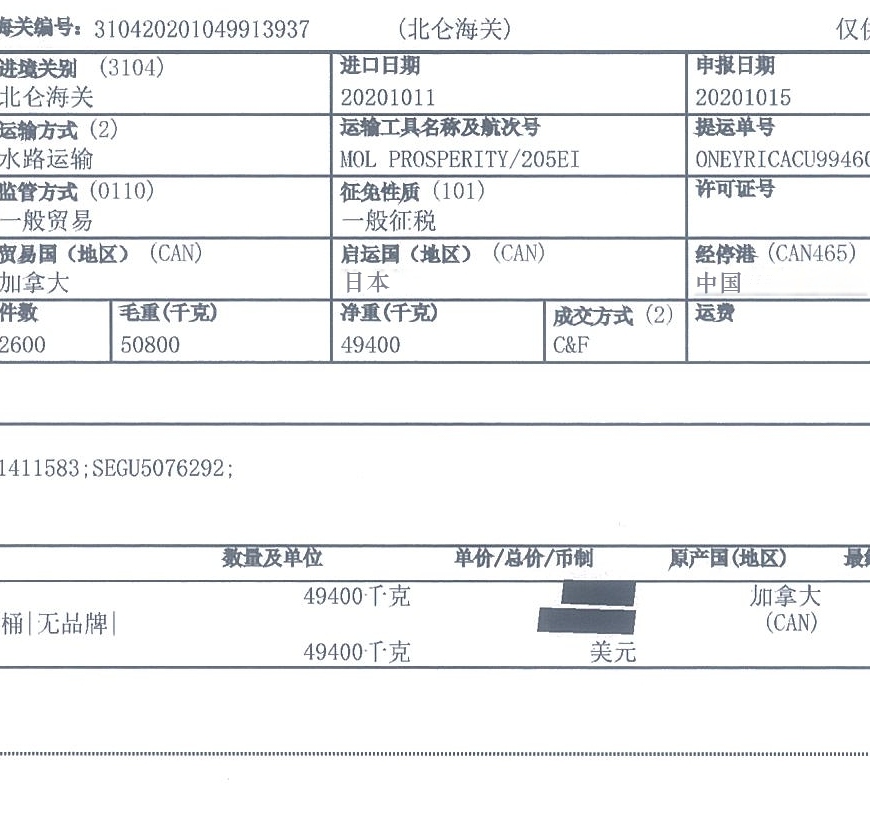 海关编号：310420201049913937 （北仑海关） 仅供
进境关别 (3104) 进口日期 申报日期
北仑海关 20201011 20201015
运输方式 (2) 运输工具名称及航次号 提运单号
水路运输 MOL PROSPERITY/205EI ONEYRICACU99460
监管方式 (0110) 征免性质 (101) 许可证号
一般贸易 一般征税
贸易国（地区） (CAN) 启运国（地区） (CAN) 经停港 (CAN465)
加拿大 日本 中国
件数 毛重(千克) 净重(千克) 成交方式 (2) 运费
2600 50800 49400 C&F
1411583;SEGU5076292;
数量及单位 单价/总价/币制 原产国(地区) 最终
49400千克 加拿大
桶|无品牌| (CAN)
49400千克 美元